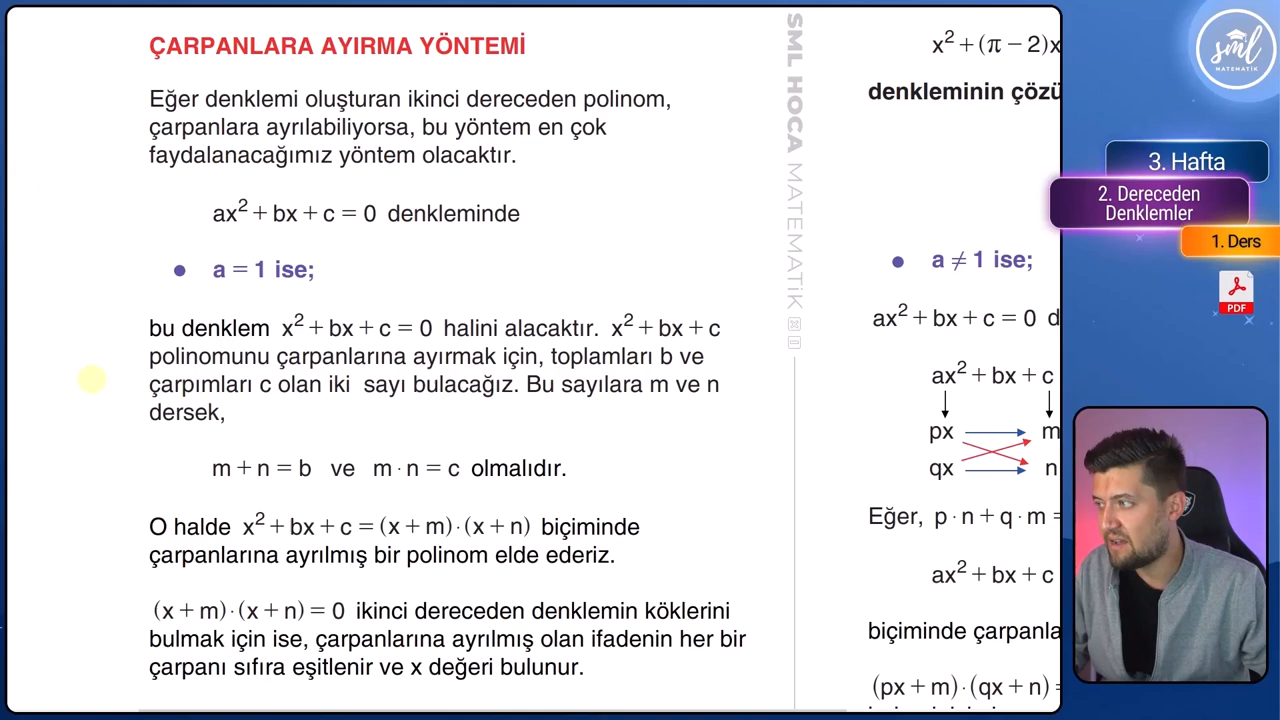 ÇARPANLARA AYIRMA YÖNTEMİ
Eğer denklemi oluşturan ikinci dereceden polinom,
çarpanlara ayrılabiliyorsa, bu yöntem en çok
faydalanacağımız yöntem olacaktır.
ax² + bx + c = 0 denkleminde
• a = 1 ise;
bu denklem x² + bx + c = 0 halini alacaktır. x² + bx + c
polinomunu çarpanlarına ayırmak için, toplamları b ve
çarpımları c olan iki sayı bulacağız. Bu sayılara m ve n
dersek,
m + n = b ve m · n = c olmalıdır.
O halde x² + bx + c = (x + m) · (x + n) biçiminde
çarpanlarına ayrılmış bir polinom elde ederiz.
(x + m) · (x + n) = 0 ikinci dereceden denklemin köklerini
bulmak için ise, çarpanlarına ayrılmış olan ifadenin her bir
çarpanı sıfıra eşitlenir ve x değeri bulunur.
SML HOCA MATEMATİK
x² + (π − 2)x
denkleminin çözü
• a ≠ 1 ise;
ax² + bx + c = 0 d
ax² + bx + c
px m
qx n
Eğer, p · n + q · m =
ax² + bx + c
biçiminde çarpanla
(px + m) · (qx + n) =
sml
MATEMATİK
3. Hafta
2. Dereceden
Denklemler
1. Ders
PDF